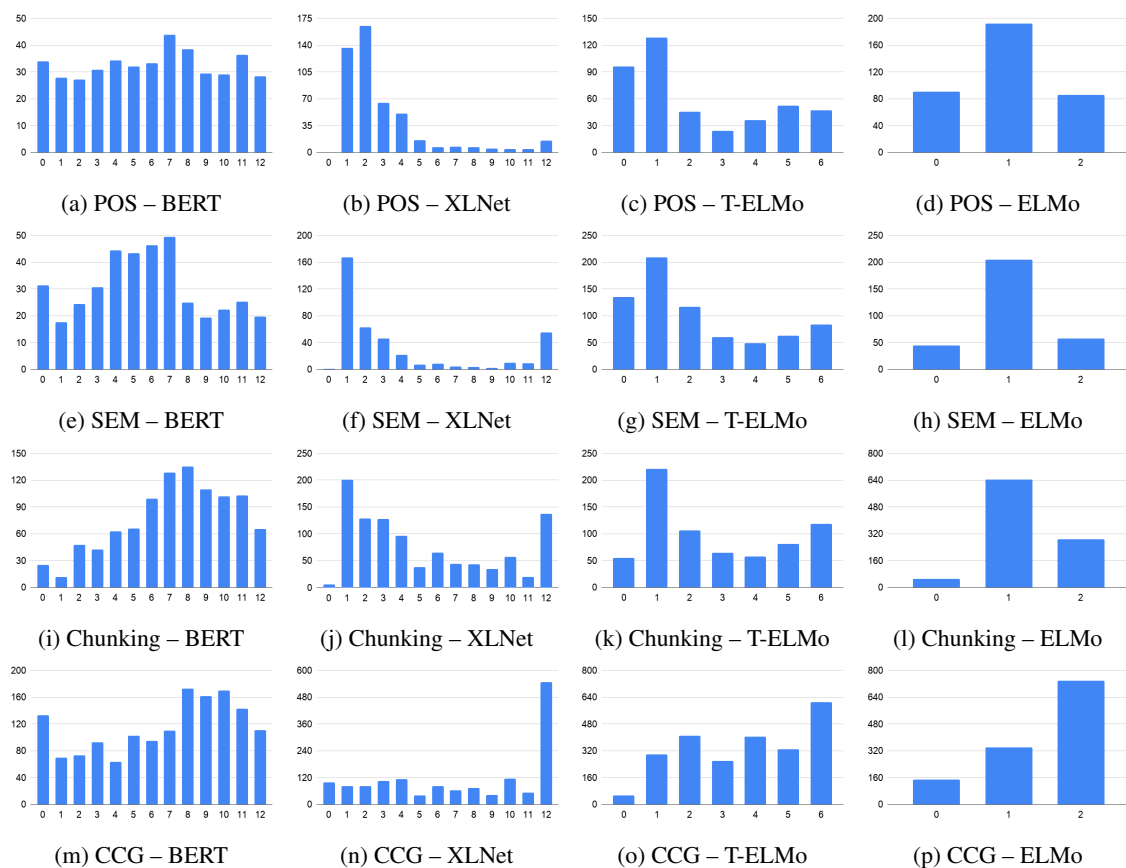 50 40 30 20 10 0
0 1 2 3 4 5 6 7 8 9 10 11 12
(a) POS – BERT
175 140 105 70 35 0
0 1 2 3 4 5 6 7 8 9 10 11 12
(b) POS – XLNet
150 120 90 60 30 0
0 1 2 3 4 5 6
(c) POS – T-ELMo
200 160 120 80 40 0
0 1 2
(d) POS – ELMo
50 40 30 20 10 0
0 1 2 3 4 5 6 7 8 9 10 11 12
(e) SEM – BERT
200 160 120 80 40 0
0 1 2 3 4 5 6 7 8 9 10 11 12
(f) SEM – XLNet
250 200 150 100 50 0
0 1 2 3 4 5 6
(g) SEM – T-ELMo
250 200 150 100 50 0
0 1 2
(h) SEM – ELMo
150 120 90 60 30 0
0 1 2 3 4 5 6 7 8 9 10 11 12
(i) Chunking – BERT
250 200 150 100 50 0
0 1 2 3 4 5 6 7 8 9 10 11 12
(j) Chunking – XLNet
250 200 150 100 50 0
0 1 2 3 4 5 6
(k) Chunking – T-ELMo
800 640 480 320 160 0
0 1 2
(l) Chunking – ELMo
200 160 120 80 40 0
0 1 2 3 4 5 6 7 8 9 10 11 12
(m) CCG – BERT
600 480 360 240 120 0
0 1 2 3 4 5 6 7 8 9 10 11 12
(n) CCG – XLNet
800 640 480 320 160 0
0 1 2 3 4 5 6
(o) CCG – T-ELMo
800 640 480 320 160 0
0 1 2
(p) CCG – ELMo